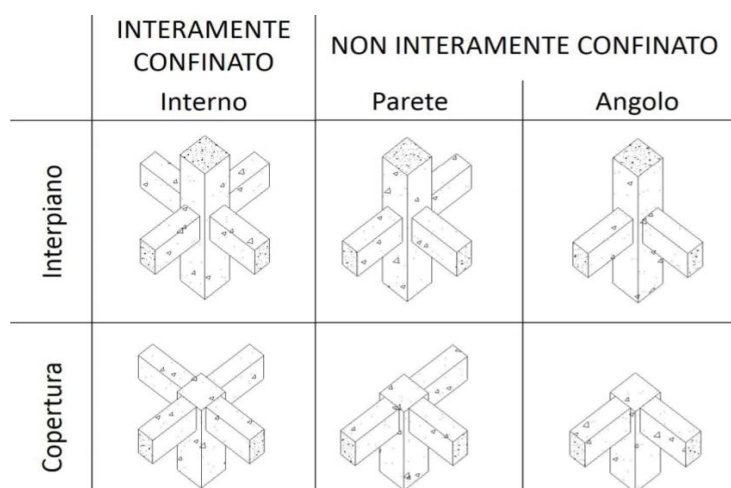 INTERAMENTE
CONFINATO
NON INTERAMENTE CONFINATO
Interno
Parete
Angolo
Interpiano
Copertura